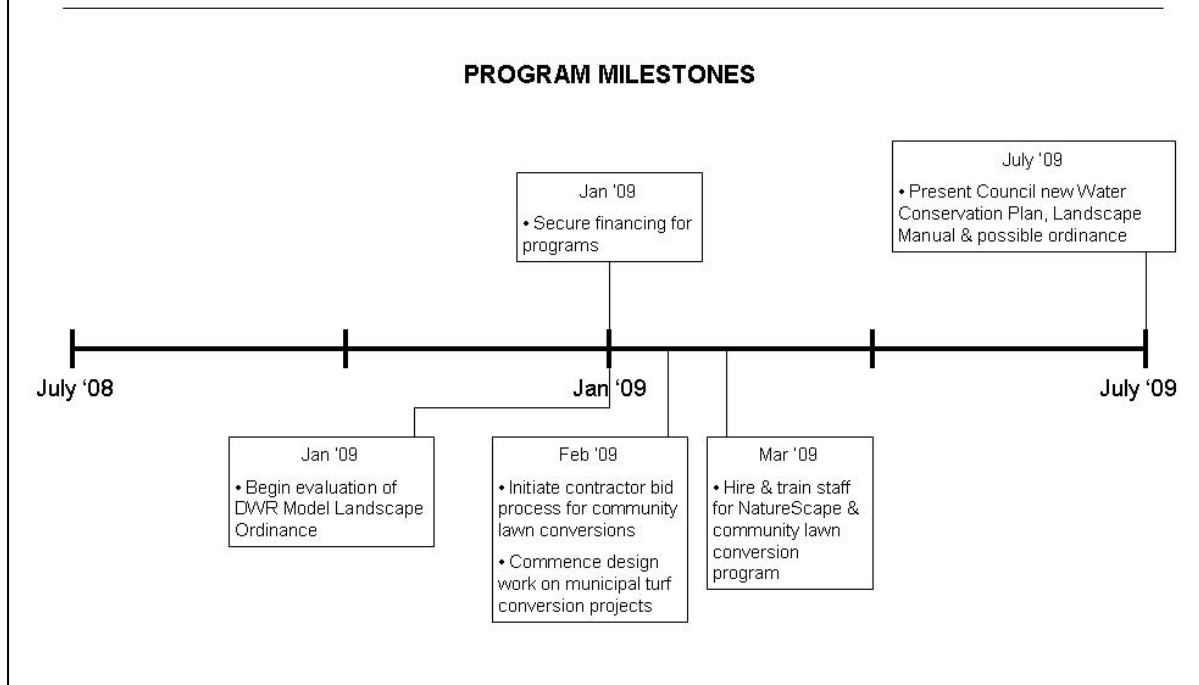 PROGRAM MILESTONES
July '09
• Present Council new Water
Conservation Plan, Landscape
Manual & possible ordinance
Jan '09
• Secure financing for
programs
July ‘08
Jan ‘09
July ‘09
Jan '09
• Begin evaluation of
DWR Model Landscape
Ordinance
Feb '09
• Initiate contractor bid
process for community
lawn conversions
• Commence design
work on municipal turf
conversion projects
Mar '09
• Hire & train staff
for NatureScape &
community lawn
conversion
program